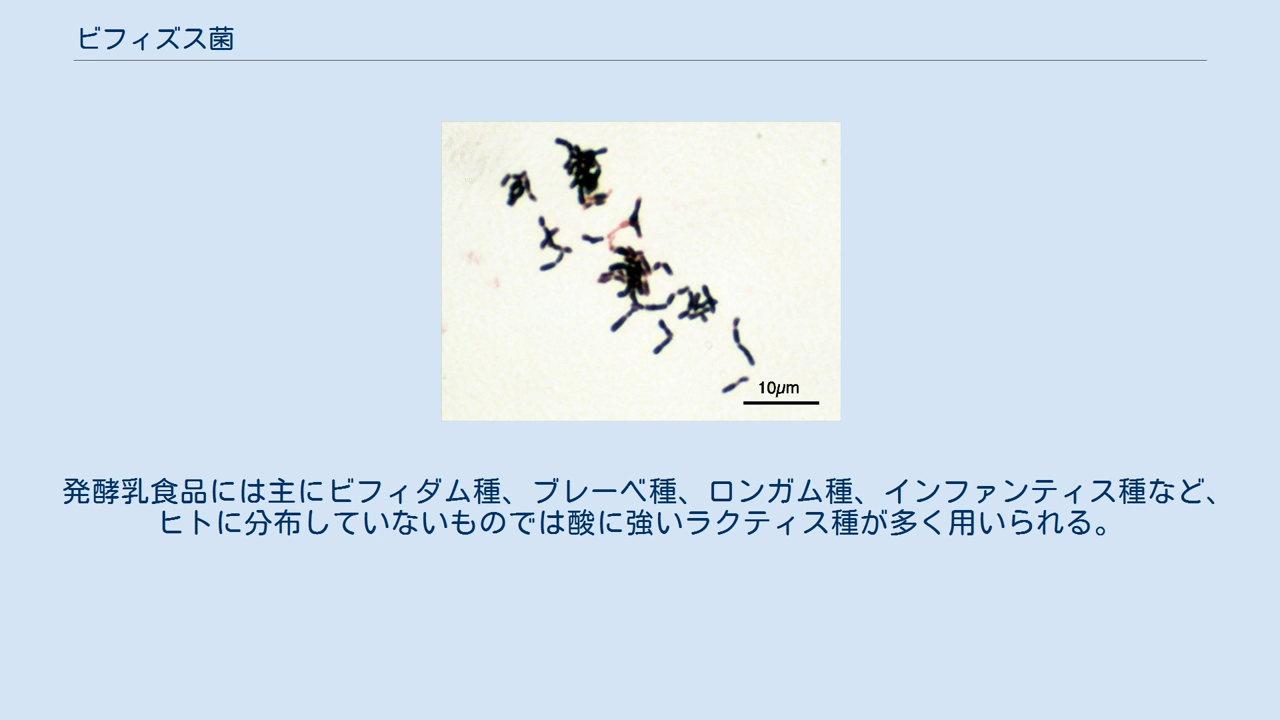 ビフィズス菌
10μm
発酵乳食品には主にビフィダム種、ブレーベ種、ロンガム種、インファンティス種など、
ヒトに分布していないものでは酸に強いラクティス種が多く用いられる。